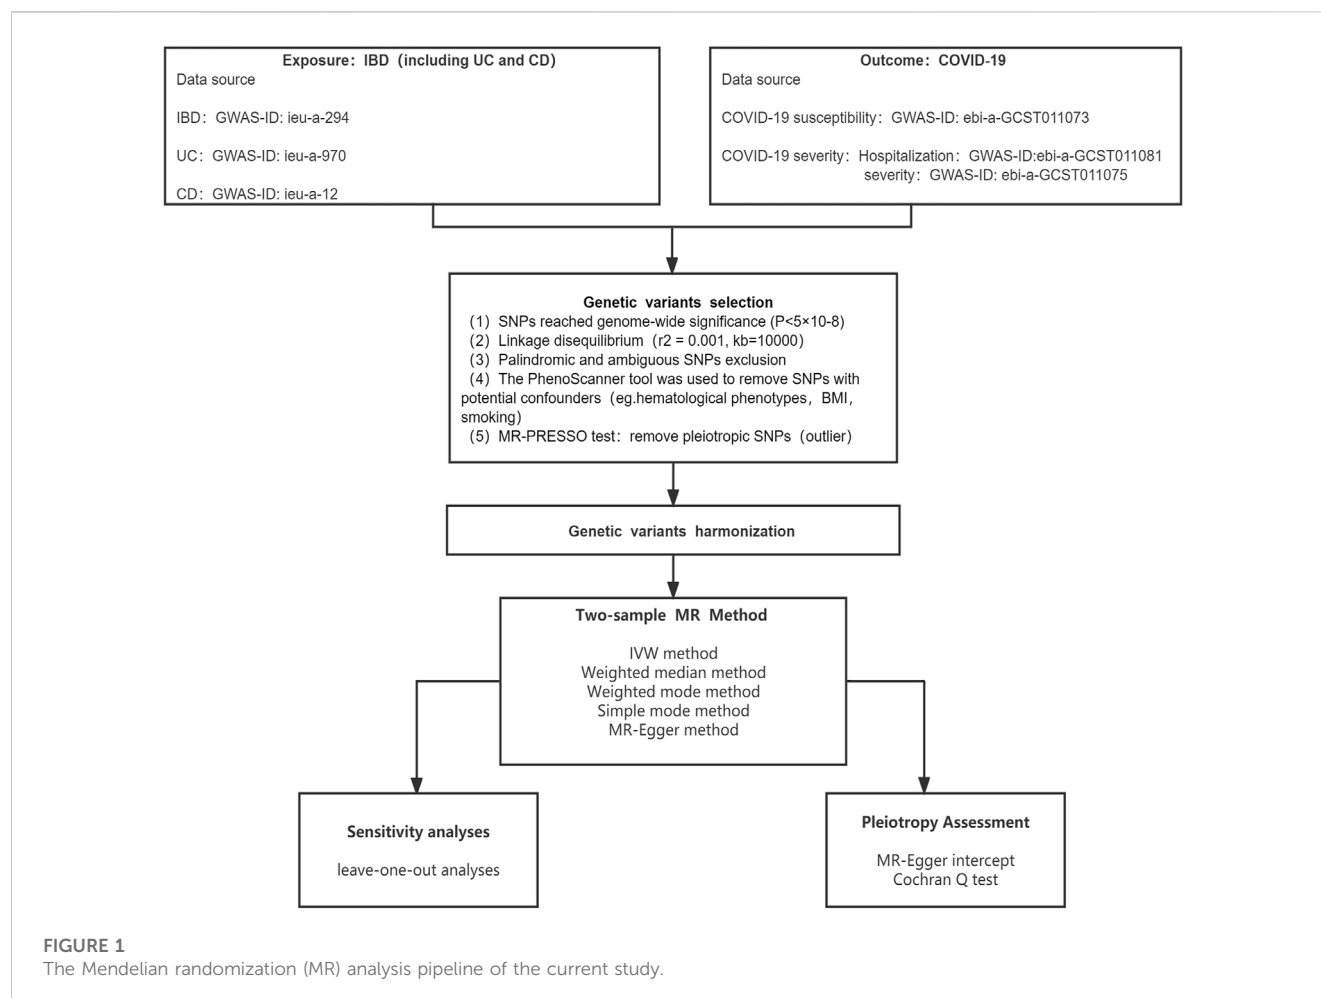 Exposure：IBD（including UC and CD）
Data source
IBD：GWAS-ID: ieu-a-294
UC：GWAS-ID: ieu-a-970
CD：GWAS-ID: ieu-a-12
Outcome：COVID-19
Data source
COVID-19 susceptibility：GWAS-ID: ebi-a-GCST011073
COVID-19 severity：Hospitalization：GWAS-ID:ebi-a-GCST011081
severity：GWAS-ID: ebi-a-GCST011075
Genetic variants selection
（1）SNPs reached genome-wide significance (P<5×10-8)
（2）Linkage disequilibrium（r2 = 0.001, kb=10000）
（3）Palindromic and ambiguous SNPs exclusion
（4）The PhenoScanner tool was used to remove SNPs with
potential confounders（eg.hematological phenotypes，BMI，
smoking）
（5）MR-PRESSO test：remove pleiotropic SNPs（outlier）
Genetic variants harmonization
Two-sample MR Method
IVW method
Weighted median method
Weighted mode method
Simple mode method
MR-Egger method
Sensitivity analyses
leave-one-out analyses
Pleiotropy Assessment
MR-Egger intercept
Cochran Q test
FIGURE 1
The Mendelian randomization (MR) analysis pipeline of the current study.